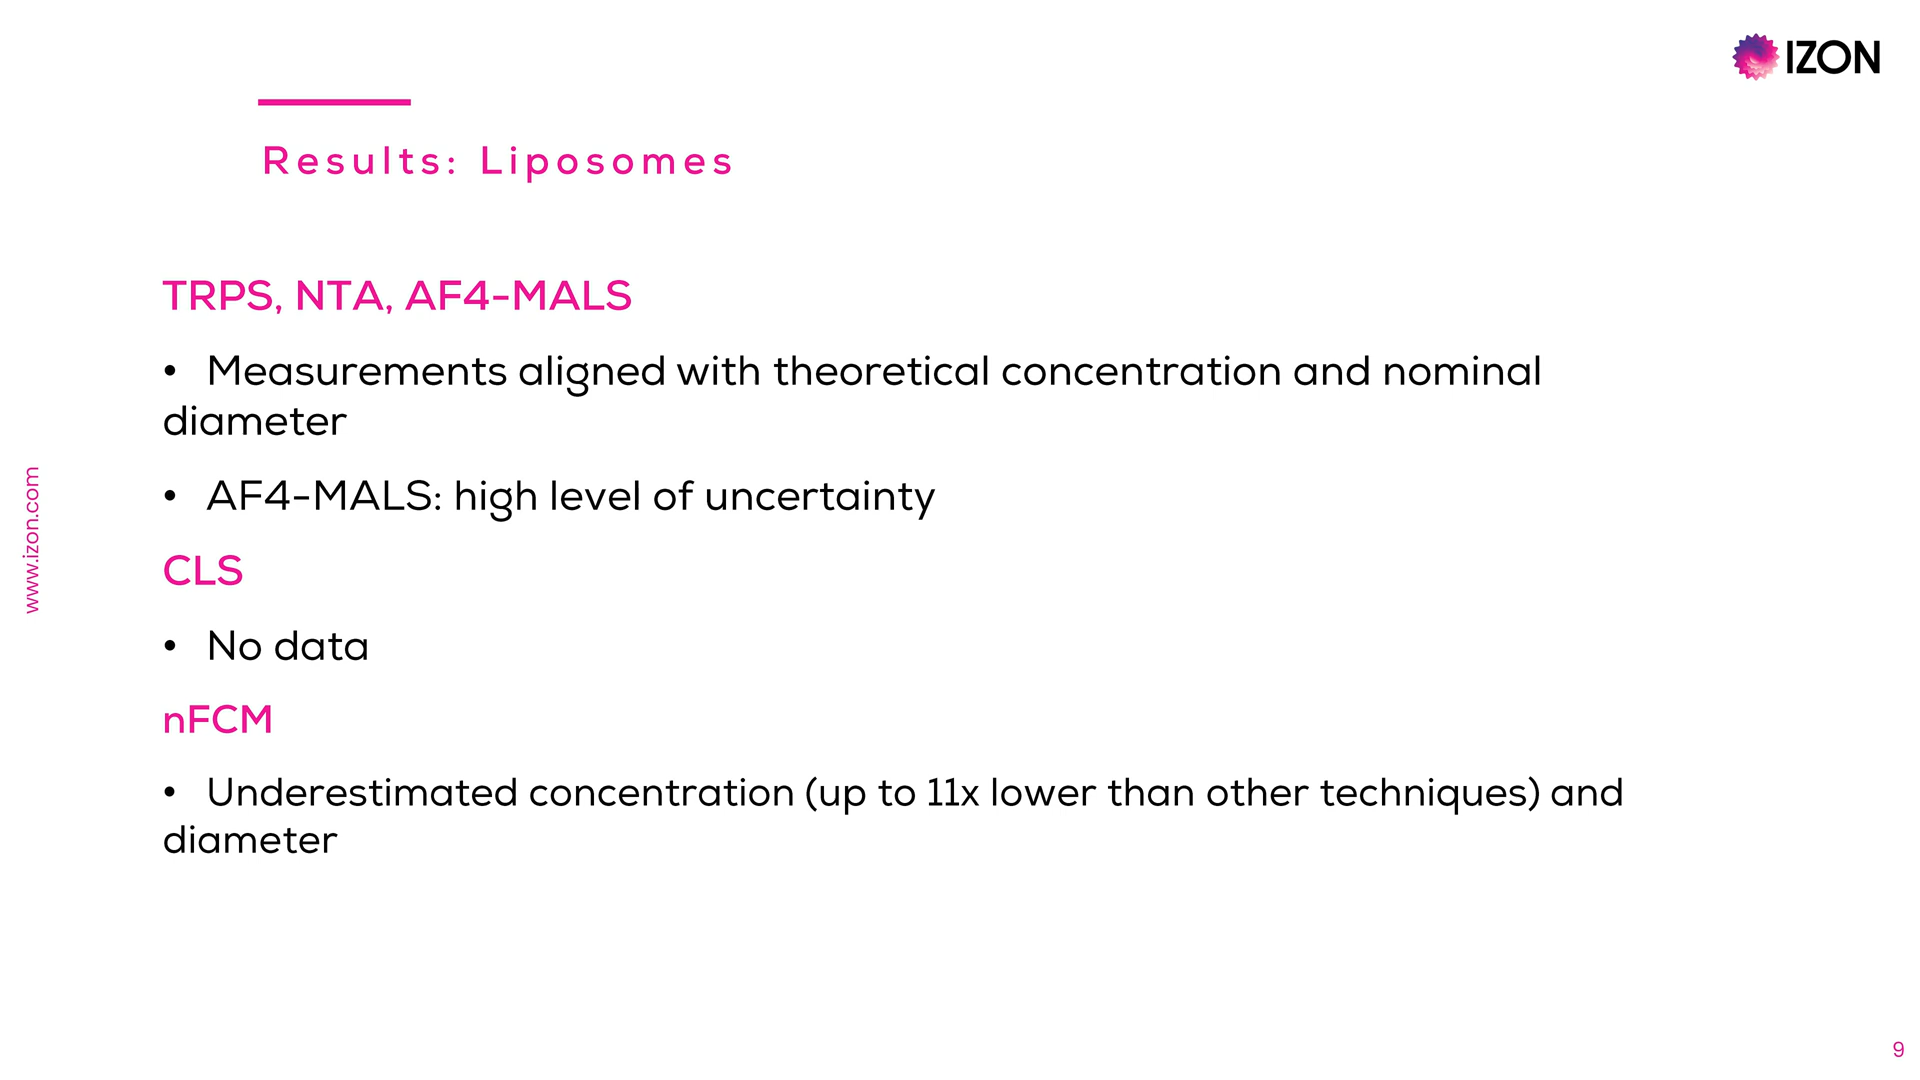 IZON
Results: Liposomes
TRPS, NTA, AF4-MALS
• Measurements aligned with theoretical concentration and nominal
diameter
• AF4-MALS: high level of uncertainty
CLS
• No data
nFCM
• Underestimated concentration (up to 11x lower than other techniques) and
diameter
www.izon.com
9